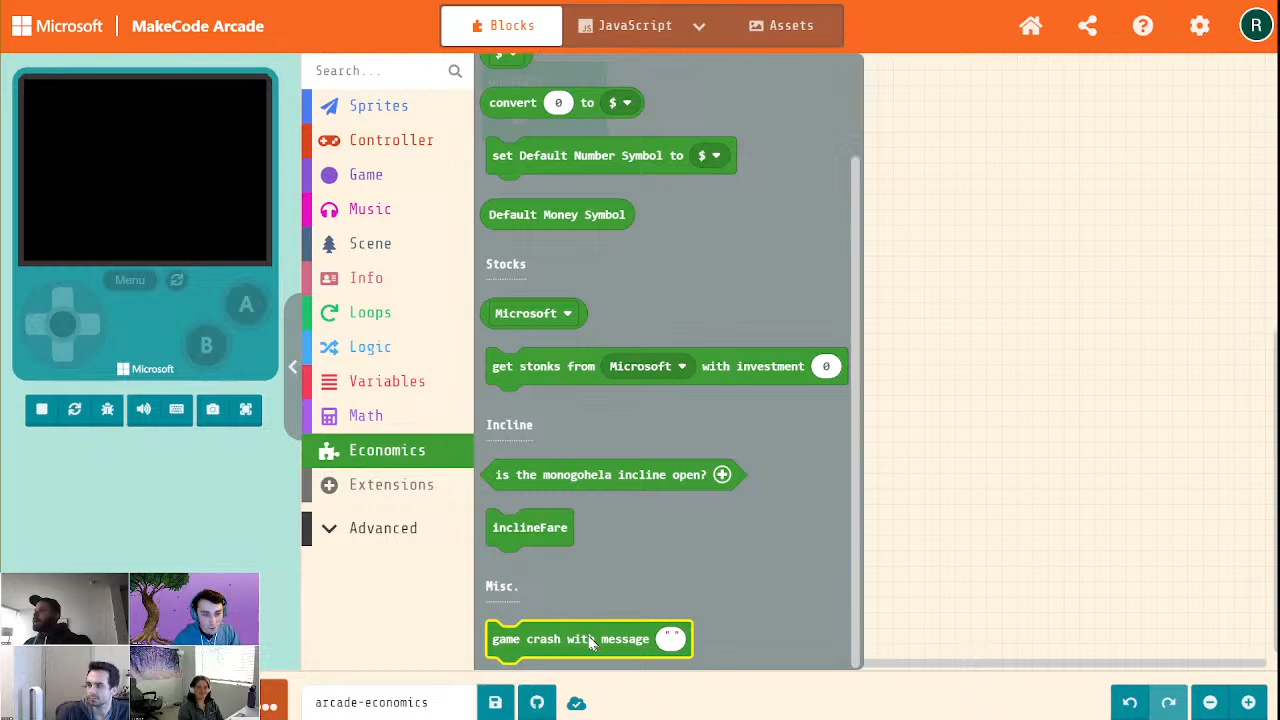 Microsoft MakeCode Arcade Blocks JavaScript Assets R
Menu
A
B
Microsoft
Search...
Sprites
Controller
Game
Music
Scene
Info
Loops
Logic
Variables
Math
Economics
Extensions
Advanced
$
convert 0 to $
set Default Number Symbol to $
Default Money Symbol
Stocks
Microsoft
get stonks from Microsoft with investment 0
Incline
is the monogohela incline open?
inclineFare
Misc.
game crash with message " "
arcade-economics